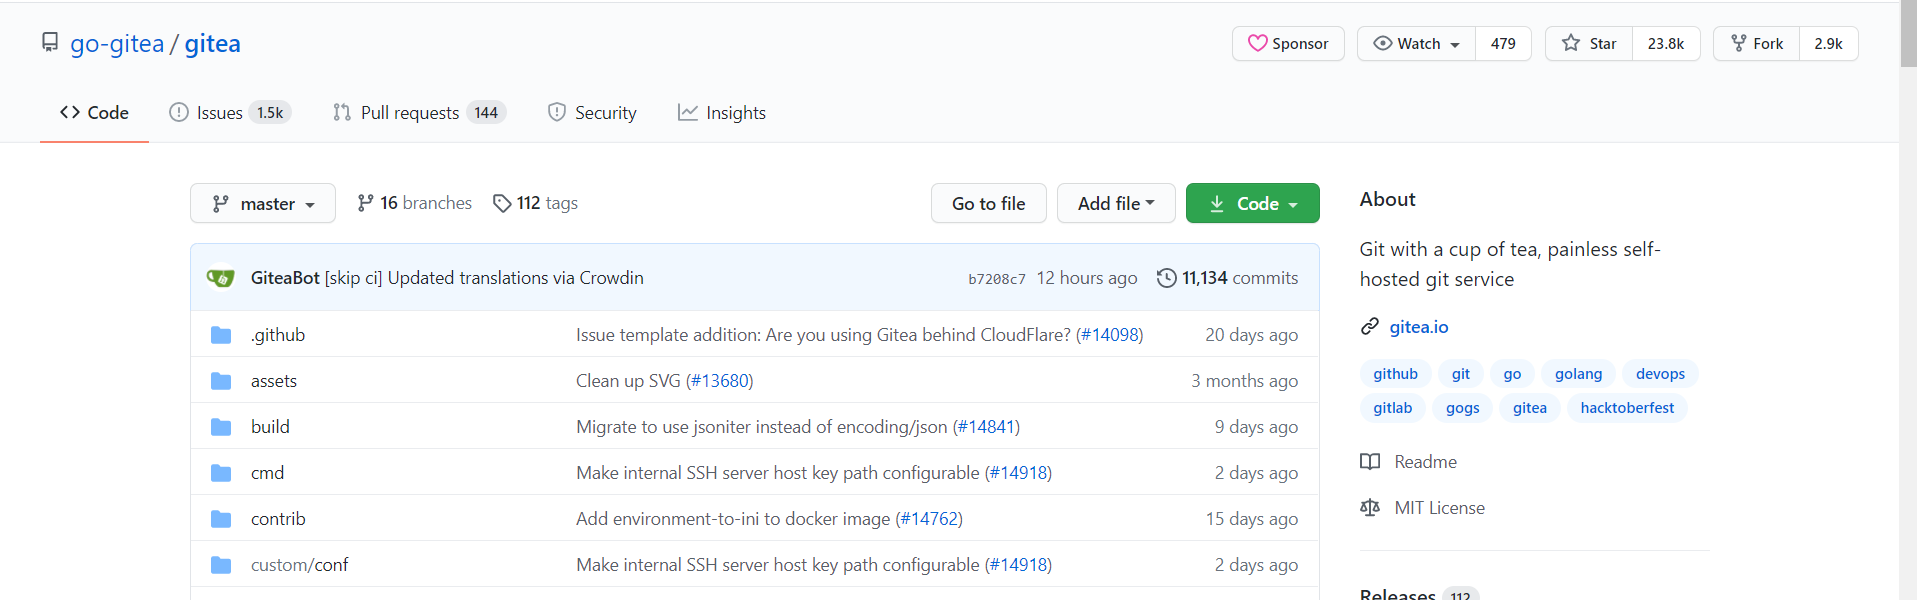 go-gitea / gitea
Sponsor Watch 479 Star 23.8k Fork 2.9k
Code Issues 1.5k Pull requests 144 Security Insights
master 16 branches 112 tags Go to file Add file Code
GiteaBot [skip ci] Updated translations via Crowdin b7208c7 12 hours ago 11,134 commits
.github Issue template addition: Are you using Gitea behind CloudFlare? (#14098) 20 days ago
assets Clean up SVG (#13680) 3 months ago
build Migrate to use jsoniter instead of encoding/json (#14841) 9 days ago
cmd Make internal SSH server host key path configurable (#14918) 2 days ago
contrib Add environment-to-ini to docker image (#14762) 15 days ago
custom/conf Make internal SSH server host key path configurable (#14918) 2 days ago
About
Git with a cup of tea, painless self-
hosted git service
gitea.io
github git go golang devops
gitlab gogs gitea hacktoberfest
Readme
MIT License
Releases 112